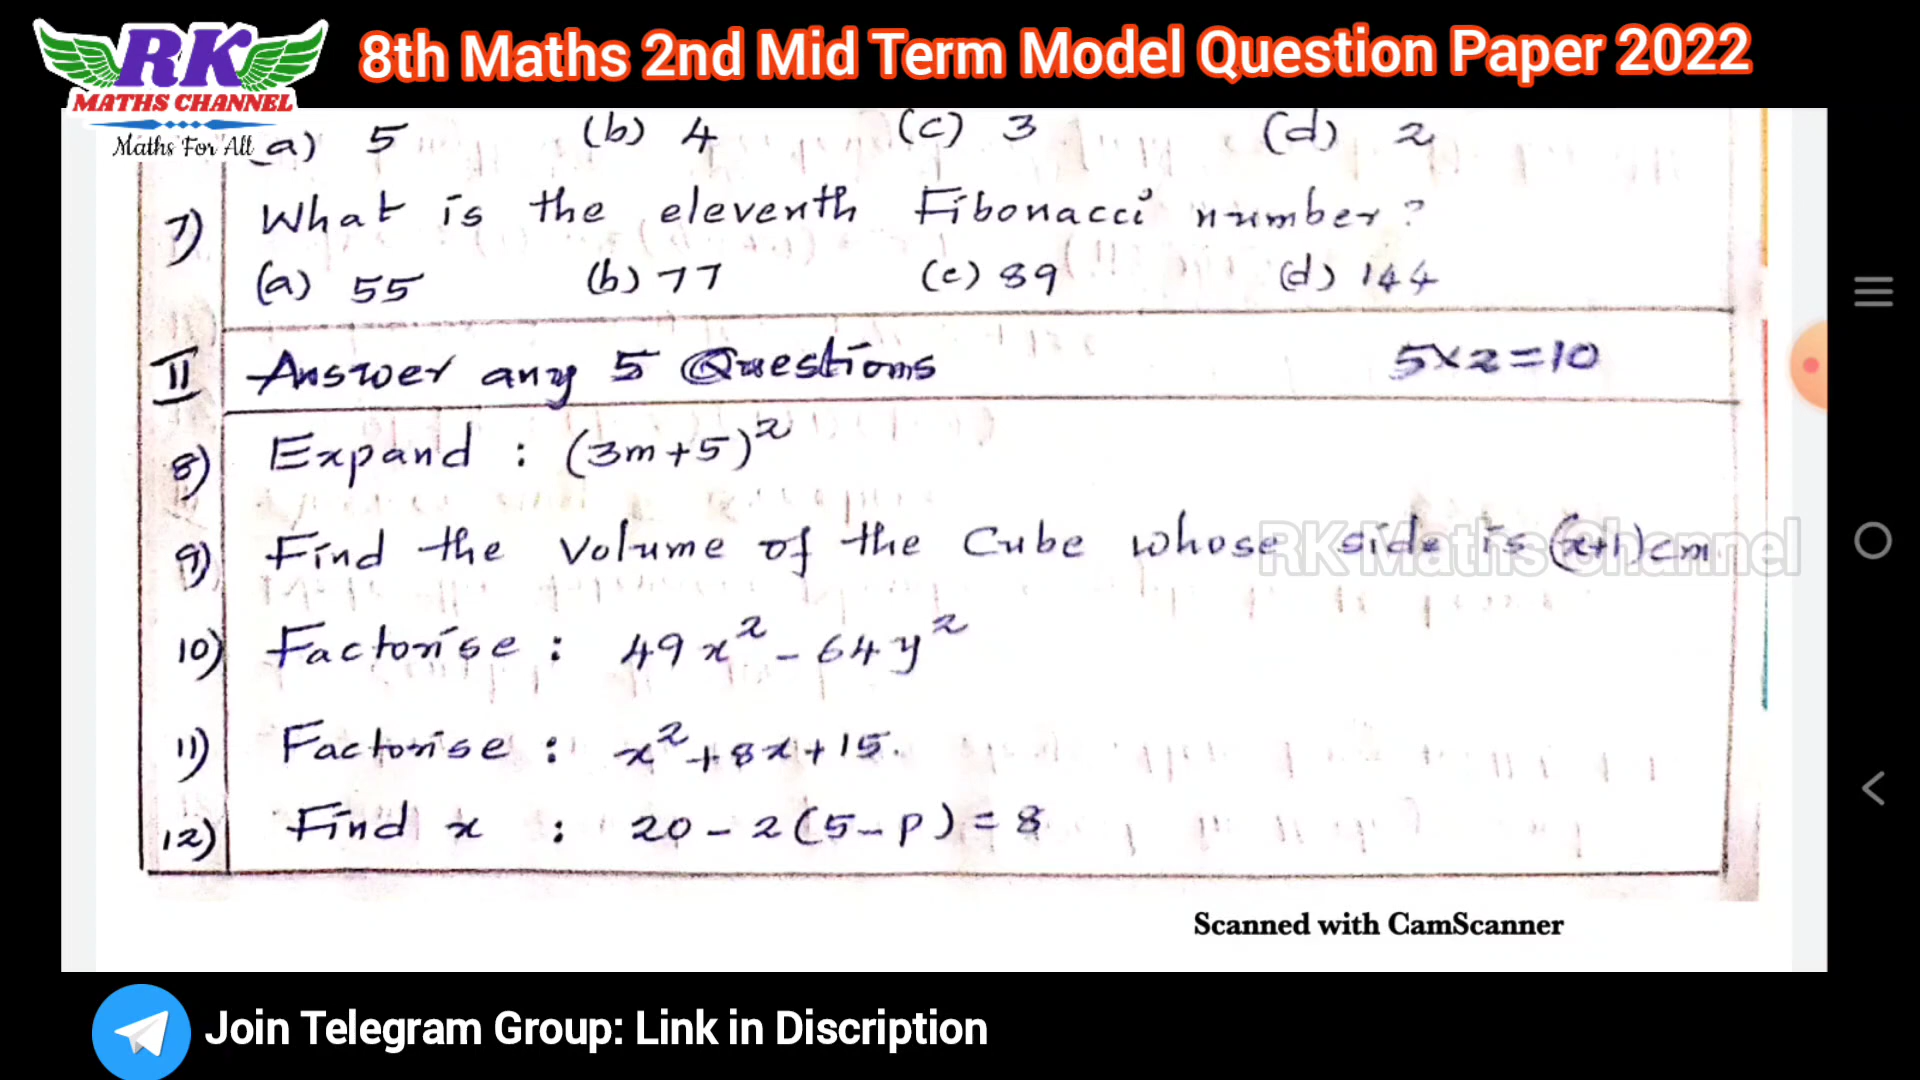 RK
MATHS CHANNEL
Maths For All
8th Maths 2nd Mid Term Model Question Paper 2022
(a) 5 (b) 4 (c) 3 (d) 2
7) What is the eleventh Fibonacci number?
(a) 55 (b) 77 (c) 89 (d) 144
II Answer any 5 Questions 5×2=10
8) Expand : (3m+5)²
9) Find the Volume of the Cube whose side is (x+1)cm.
RK Maths Channel
10) Factorise : 49x² - 64y²
11) Factorise : x²+8x+15.
12) Find x : 20 - 2(5-P) = 8
Scanned with CamScanner
Join Telegram Group: Link in Discription